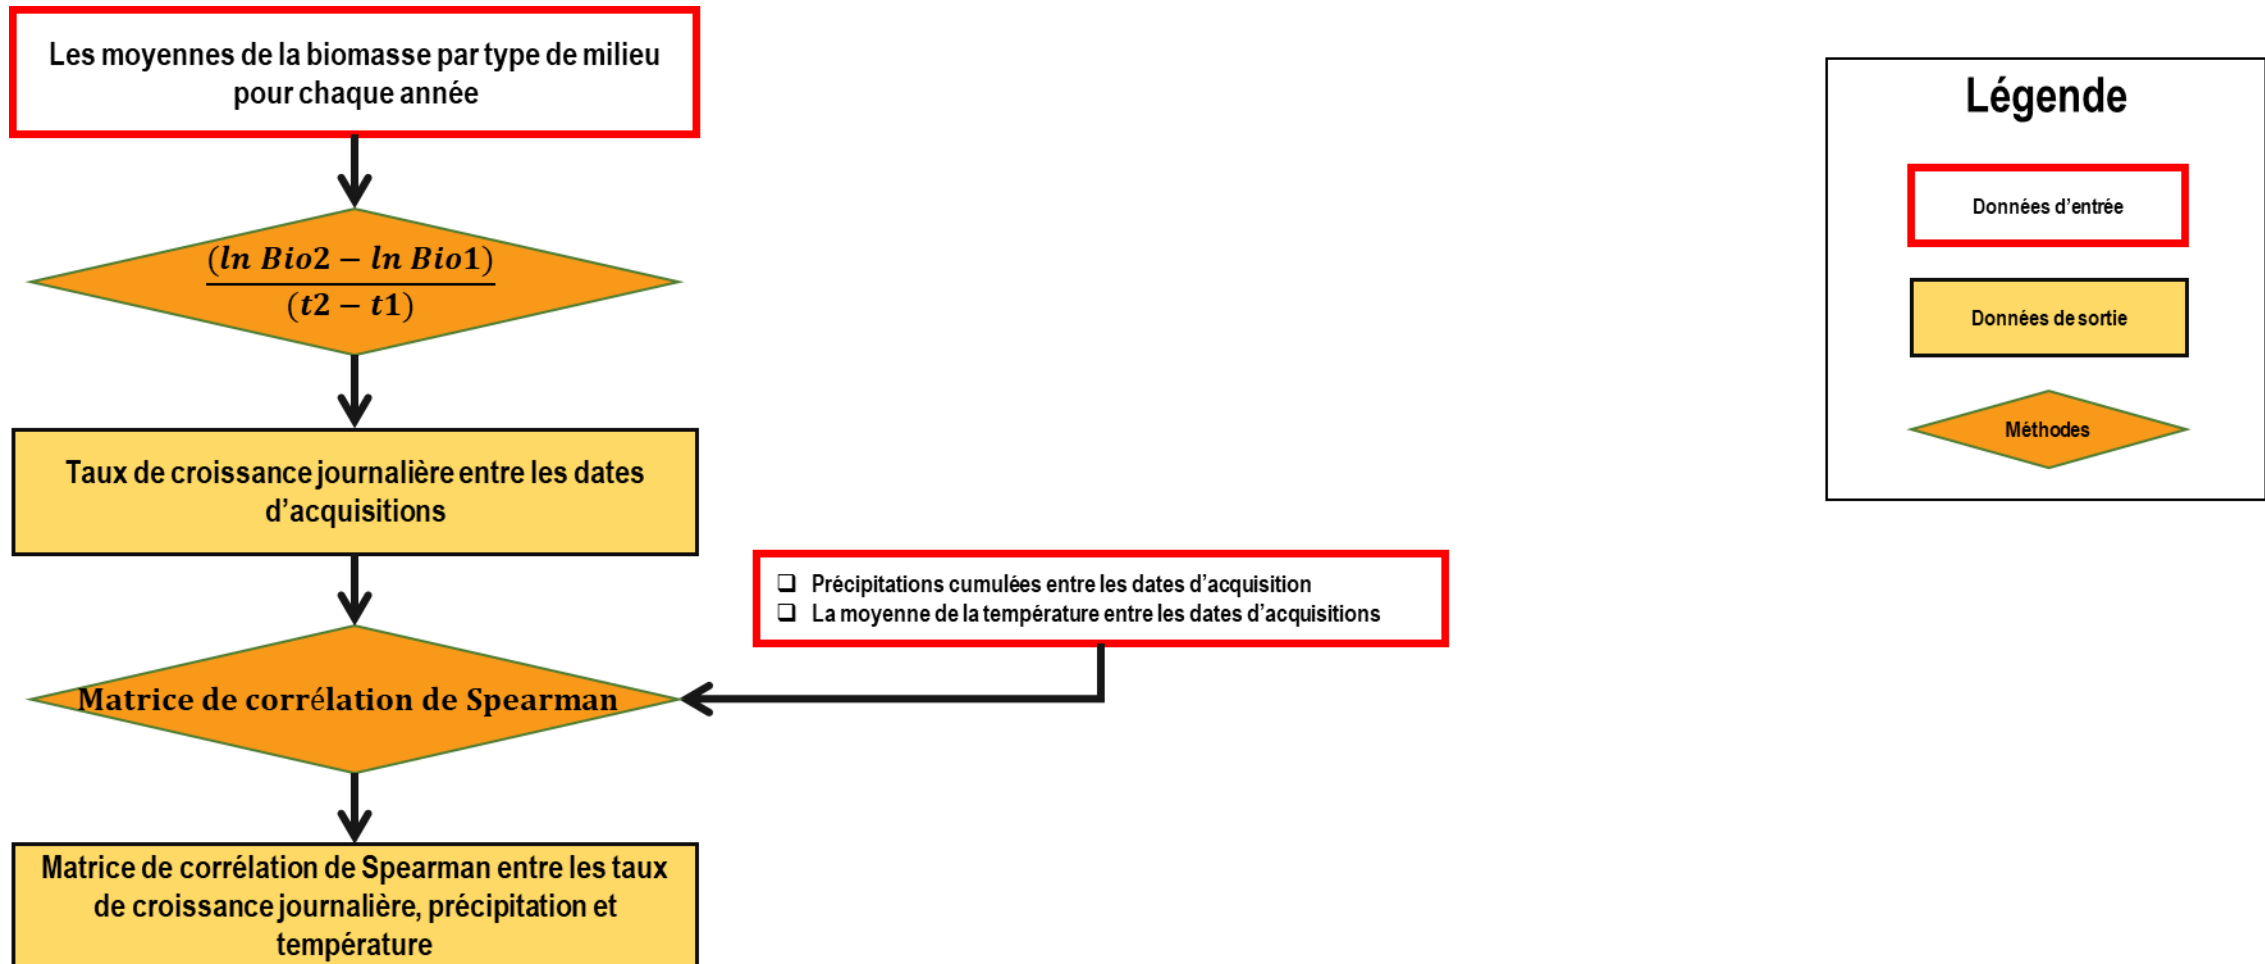 Les moyennes de la biomasse par type de milieu
pour chaque année
(ln Bio2 − ln Bio1)
(t2 − t1)
Taux de croissance journalière entre les dates
d’acquisitions
❑ Précipitations cumulées entre les dates d’acquisition
❑ La moyenne de la température entre les dates d’acquisitions
Matrice de corrélation de Spearman
Matrice de corrélation de Spearman entre les taux
de croissance journalière, précipitation et
température
Légende
Données d’entrée
Données de sortie
Méthodes